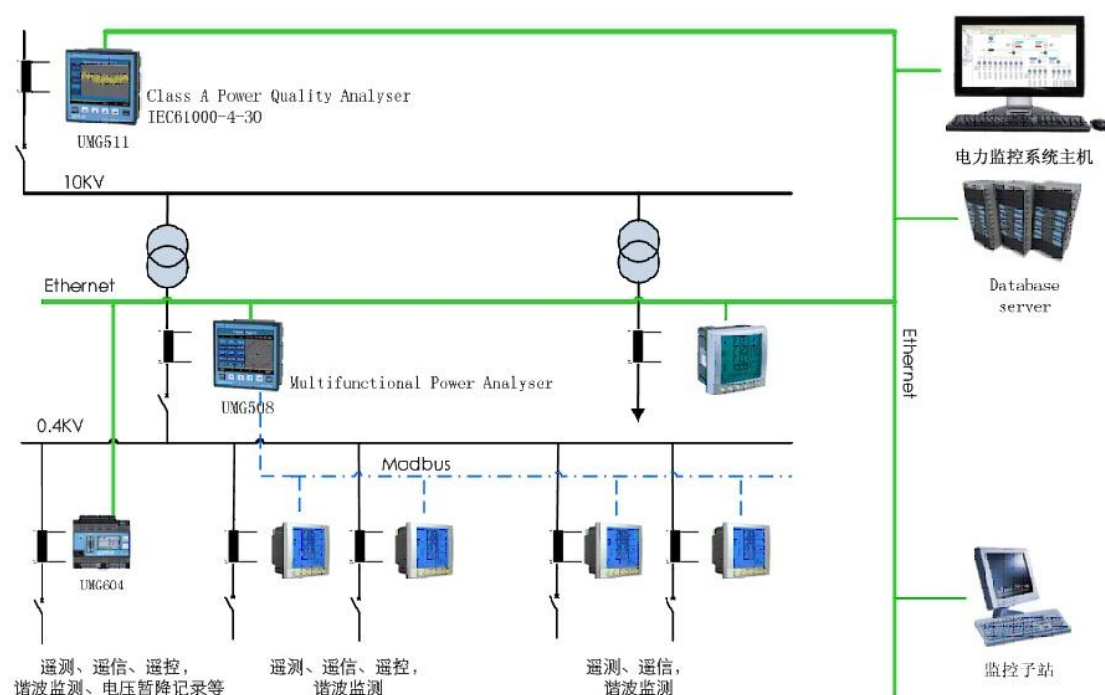 Class A Power Quality Analyser
IEC61000-4-30
UMG511
电力监控系统主机
10KV
Database
server
Ethernet
Ethernet
Multifunctional Power Analyser
UMG508
0.4KV
Modbus
UMG604
遥测、遥信、遥控，
谐波监测、电压暂降记录等
遥测、遥信、遥控，
谐波监测
遥测、遥信，
谐波监测
监控子站